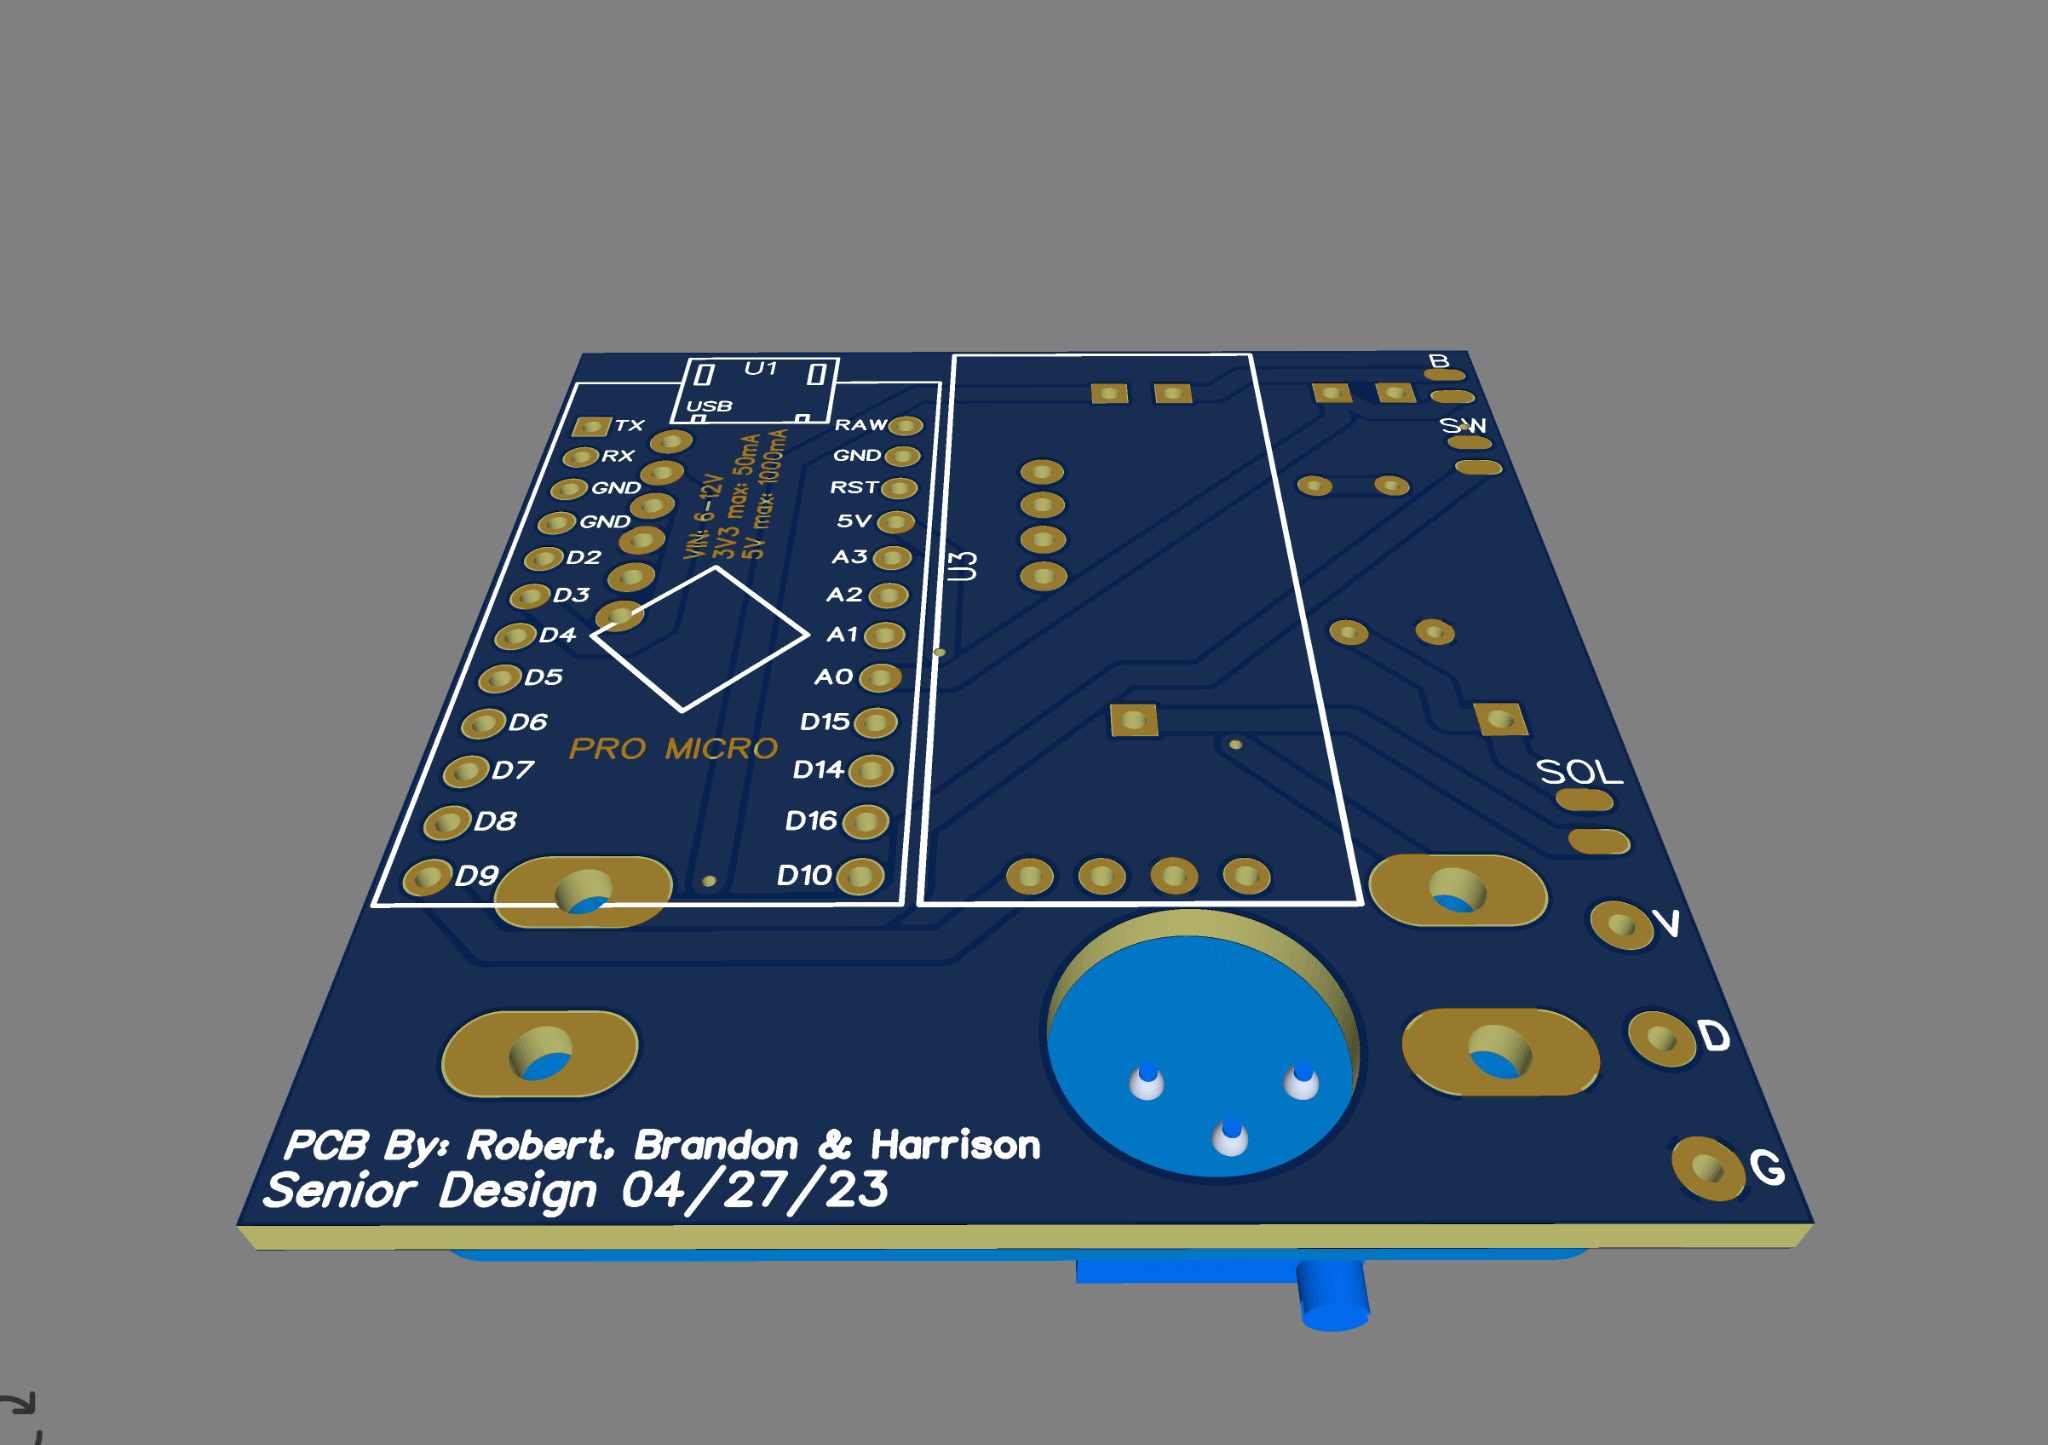 U1
USB
TX
RX
GND
GND
D2
D3
D4
D5
D6
D7
D8
D9
VIN: 6-12V
3V3 max: 50mA
5V max: 1000mA
PRO MICRO
RAW
GND
RST
5V
A3
A2
A1
A0
D15
D14
D16
D10
U3
B
SW
SOL
V
D
G
PCB By: Robert, Brandon & Harrison
Senior Design 04/27/23